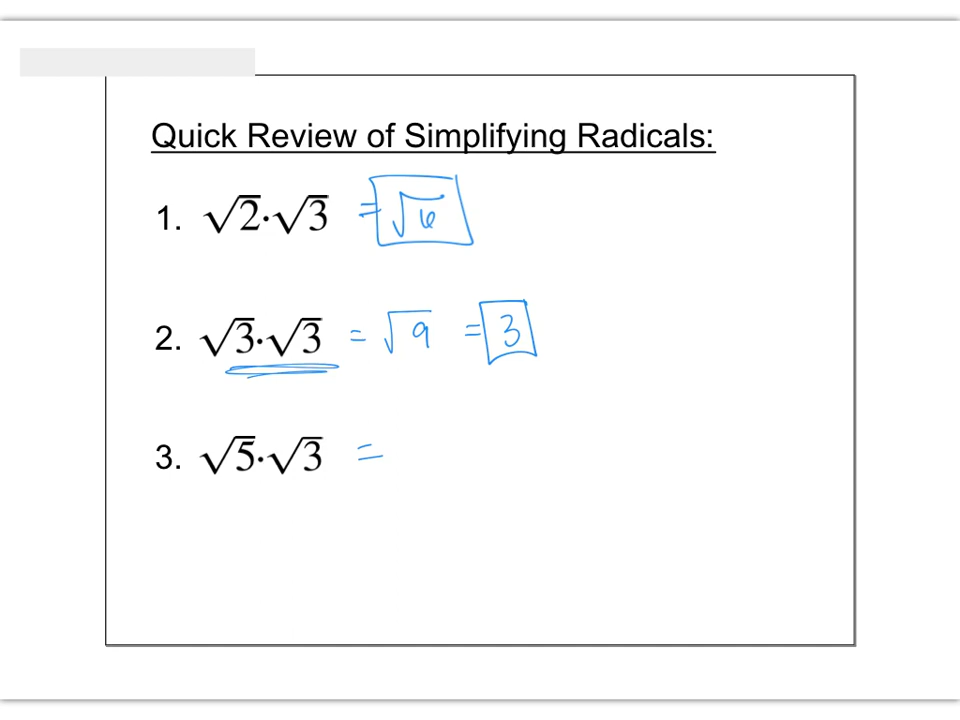 Quick Review of Simplifying Radicals:
1. √2·√3 = √6
2. √3·√3 = √9 = 3
3. √5·√3 =